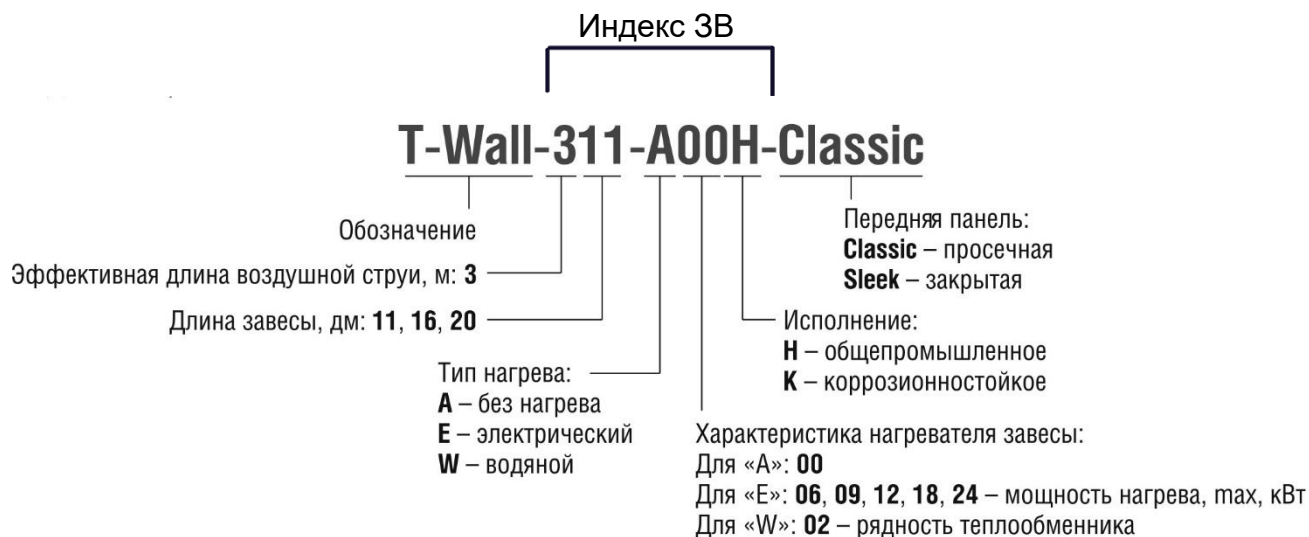 Индекс ЗВ
T-Wall-311-A00H-Classic
Обозначение
Эффективная длина воздушной струи, м: 3
Длина завесы, дм: 11, 16, 20
Тип нагрева:
A – без нагрева
E – электрический
W – водяной
Передняя панель:
Classic – просечная
Sleek – закрытая
Исполнение:
H – общепромышленное
K – коррозионностойкое
Характеристика нагревателя завесы:
Для «A»: 00
Для «E»: 06, 09, 12, 18, 24 – мощность нагрева, max, кВт
Для «W»: 02 – рядность теплообменника